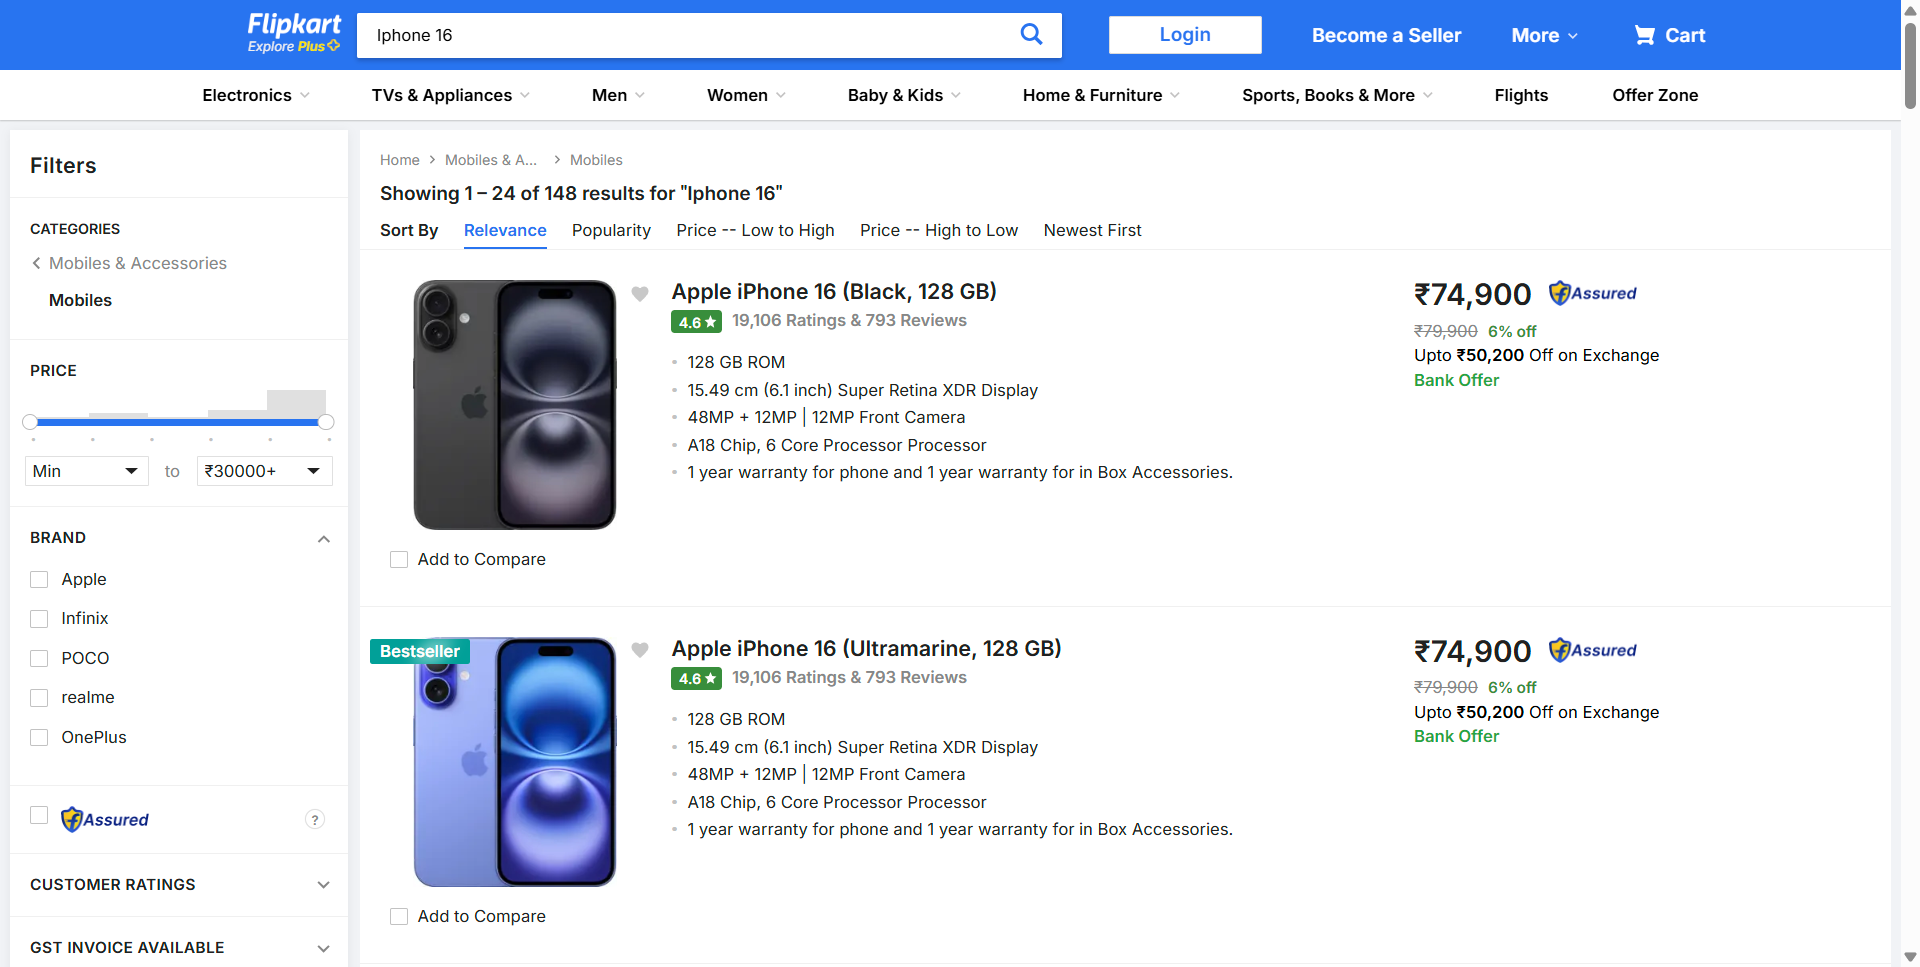 Flipkart
Explore Plus
Iphone 16
Login
Become a Seller
More
Cart
Electronics
TVs & Appliances
Men
Women
Baby & Kids
Home & Furniture
Sports, Books & More
Flights
Offer Zone
Filters
CATEGORIES
Mobiles & Accessories
Mobiles
PRICE
Min
to
₹30000+
BRAND
Apple
Infinix
POCO
realme
OnePlus
Assured
?
CUSTOMER RATINGS
GST INVOICE AVAILABLE
Home
Mobiles & A...
Mobiles
Showing 1 – 24 of 148 results for "Iphone 16"
Sort By
Relevance
Popularity
Price -- Low to High
Price -- High to Low
Newest First
Apple iPhone 16 (Black, 128 GB)
4.6
19,106 Ratings & 793 Reviews
128 GB ROM
15.49 cm (6.1 inch) Super Retina XDR Display
48MP + 12MP | 12MP Front Camera
A18 Chip, 6 Core Processor Processor
1 year warranty for phone and 1 year warranty for in Box Accessories.
₹74,900
Assured
₹79,900 6% off
Upto ₹50,200 Off on Exchange
Bank Offer
Add to Compare
Bestseller
Apple iPhone 16 (Ultramarine, 128 GB)
4.6
19,106 Ratings & 793 Reviews
128 GB ROM
15.49 cm (6.1 inch) Super Retina XDR Display
48MP + 12MP | 12MP Front Camera
A18 Chip, 6 Core Processor Processor
1 year warranty for phone and 1 year warranty for in Box Accessories.
₹74,900
Assured
₹79,900 6% off
Upto ₹50,200 Off on Exchange
Bank Offer
Add to Compare